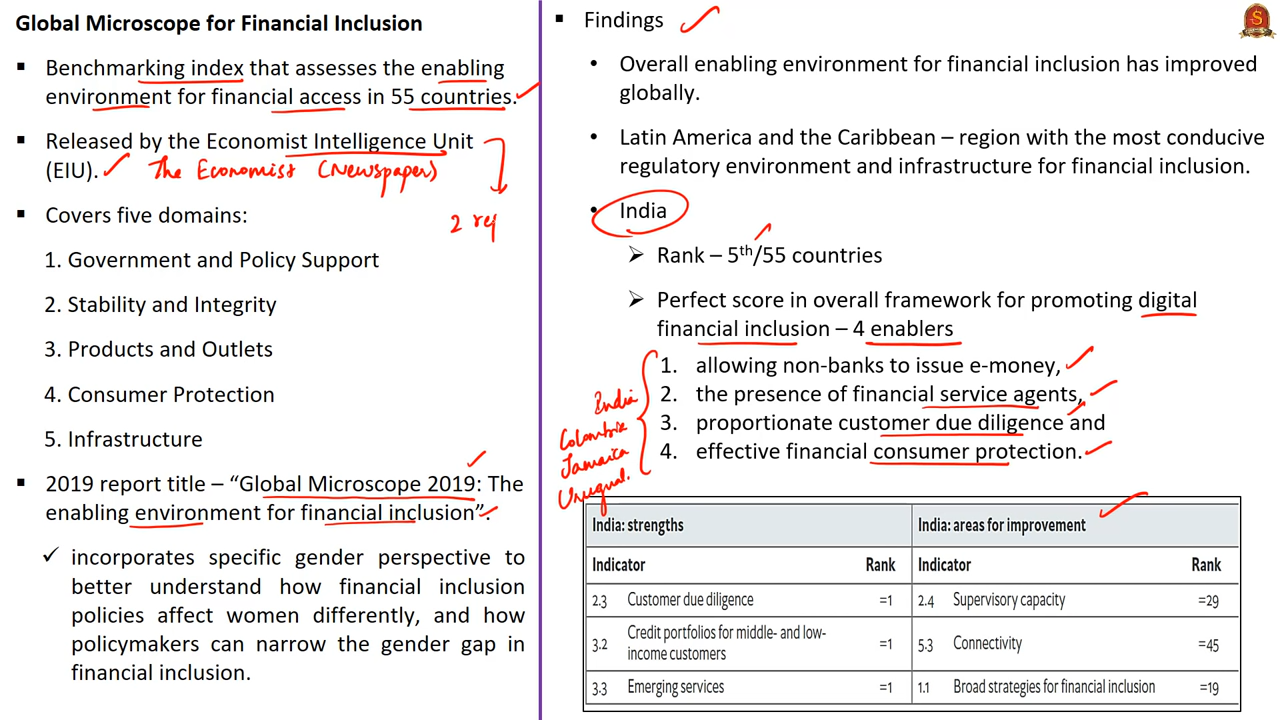 Global Microscope for Financial Inclusion
▪ Benchmarking index that assesses the enabling
environment for financial access in 55 countries.
▪ Released by the Economist Intelligence Unit
(EIU). The Economist (Newspaper)
2 rep
▪ Covers five domains:
1. Government and Policy Support
2. Stability and Integrity
3. Products and Outlets
4. Consumer Protection
5. Infrastructure
▪ 2019 report title – “Global Microscope 2019: The
enabling environment for financial inclusion”.
✓ incorporates specific gender perspective to
better understand how financial inclusion
policies affect women differently, and how
policymakers can narrow the gender gap in
financial inclusion.
▪ Findings
• Overall enabling environment for financial inclusion has improved
globally.
• Latin America and the Caribbean – region with the most conducive
regulatory environment and infrastructure for financial inclusion.
• India
➢ Rank – 5th/55 countries
➢ Perfect score in overall framework for promoting digital
financial inclusion – 4 enablers
1. allowing non-banks to issue e-money,
2. the presence of financial service agents,
3. proportionate customer due diligence and
4. effective financial consumer protection.
India
Colombia
Jamaica
Uruguay.
India: strengths India: areas for improvement
Indicator Rank Indicator Rank
2.3 Customer due diligence =1 2.4 Supervisory capacity =29
3.2 Credit portfolios for middle- and low-
income customers =1 5.3 Connectivity =45
3.3 Emerging services =1 1.1 Broad strategies for financial inclusion =19